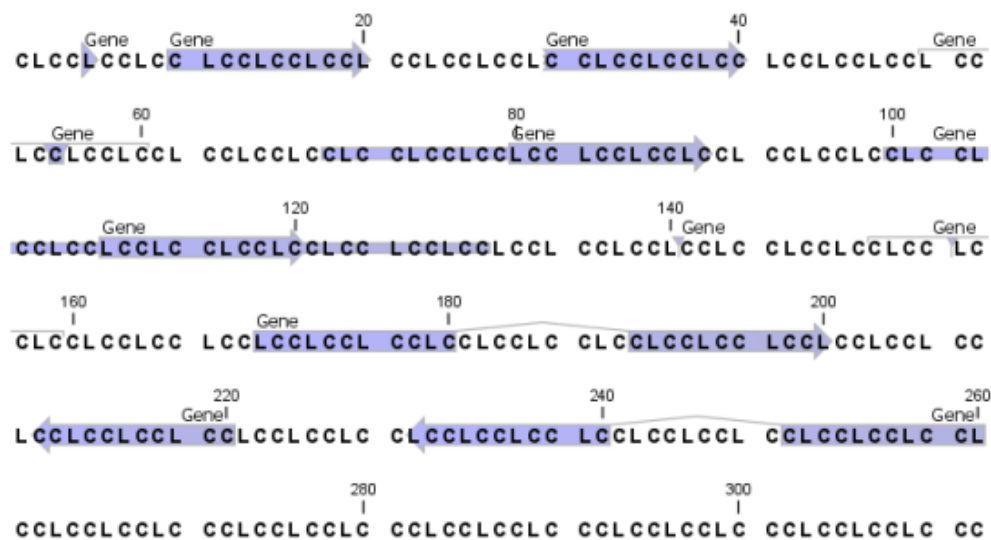 20 40
Gene Gene Gene Gene
CLCCLCCLCC LCCLCCLCCL CCLCCLCCLC CLCCLCCLCC LCCLCCLCCL CC
60 80 100
Gene Gene Gene
LCCLCCLCCL CCLCCLCCLC CLCCLCCLCC LCCLCCLCCL CCLCCLCCLC CL
120 140
Gene Gene Gene
CCLCCLCCLC CLCCLCCLCC LCCLCCLCCL CCLCCLCCLC CLCCLCCLCC LC
160 180 200
Gene
CLCCLCCLCC LCCLCCLCCL CCLCCLCCLC CLCCLCCLCC LCCLCCLCCL CC
220 240 260
Gene Gene
LCCLCCLCCL CCLCCLCCLC CLCCLCCLCC LCCLCCLCCL CCLCCLCCLC CL
280 300
CCLCCLCCLC CCLCCLCCLC CCLCCLCCLC CCLCCLCCLC CCLCCLCCLC CC